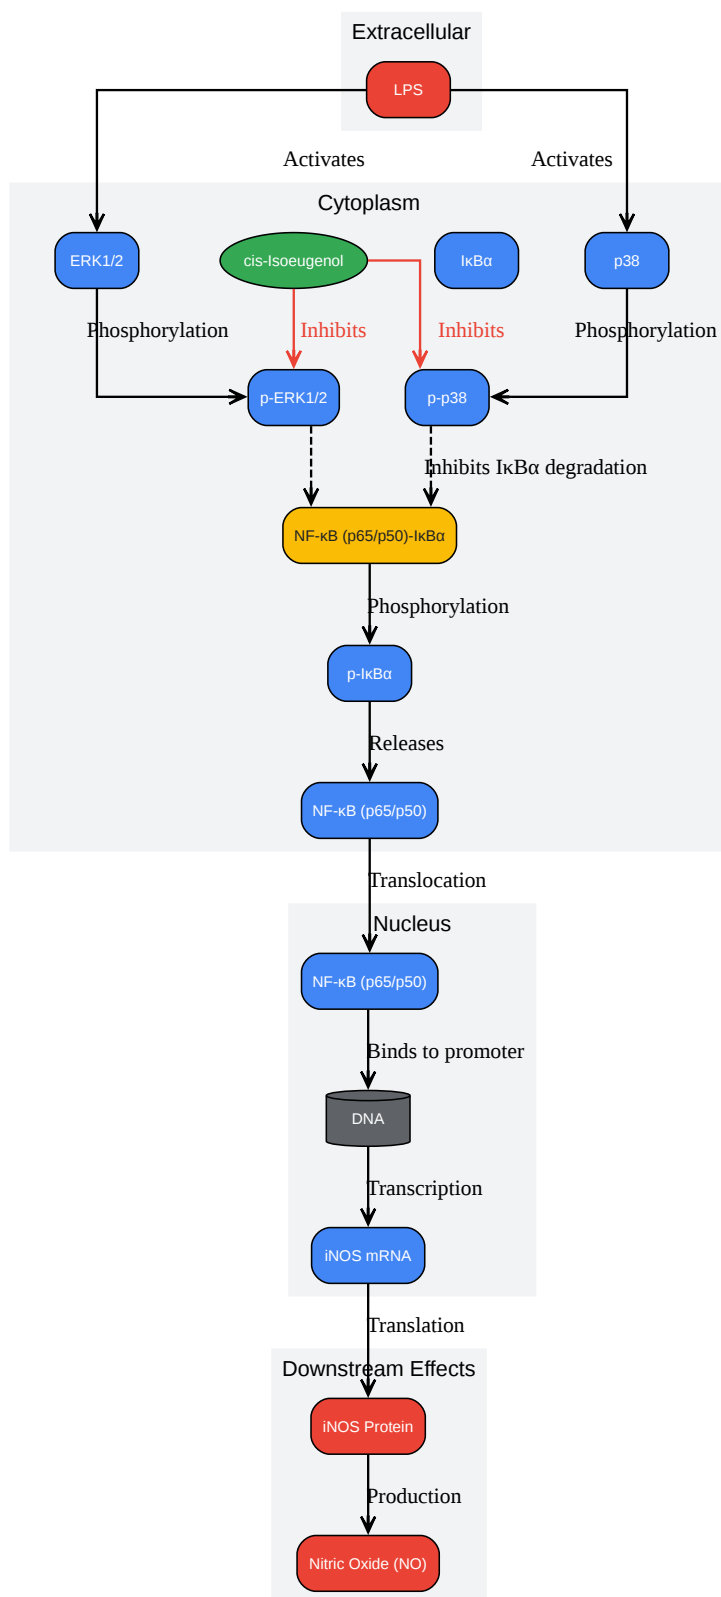 Extracellular
LPS
Activates
Activates
Cytoplasm
ERK1/2
cis-Isoeugenol
IκBα
p38
Phosphorylation
Inhibits
Inhibits
Phosphorylation
p-ERK1/2
p-p38
Inhibits IκBα degradation
NF-κB (p65/p50)-IκBα
Phosphorylation
p-IκBα
Releases
NF-κB (p65/p50)
Translocation
Nucleus
NF-κB (p65/p50)
Binds to promoter
DNA
Transcription
iNOS mRNA
Translation
Downstream Effects
iNOS Protein
Production
Nitric Oxide (NO)